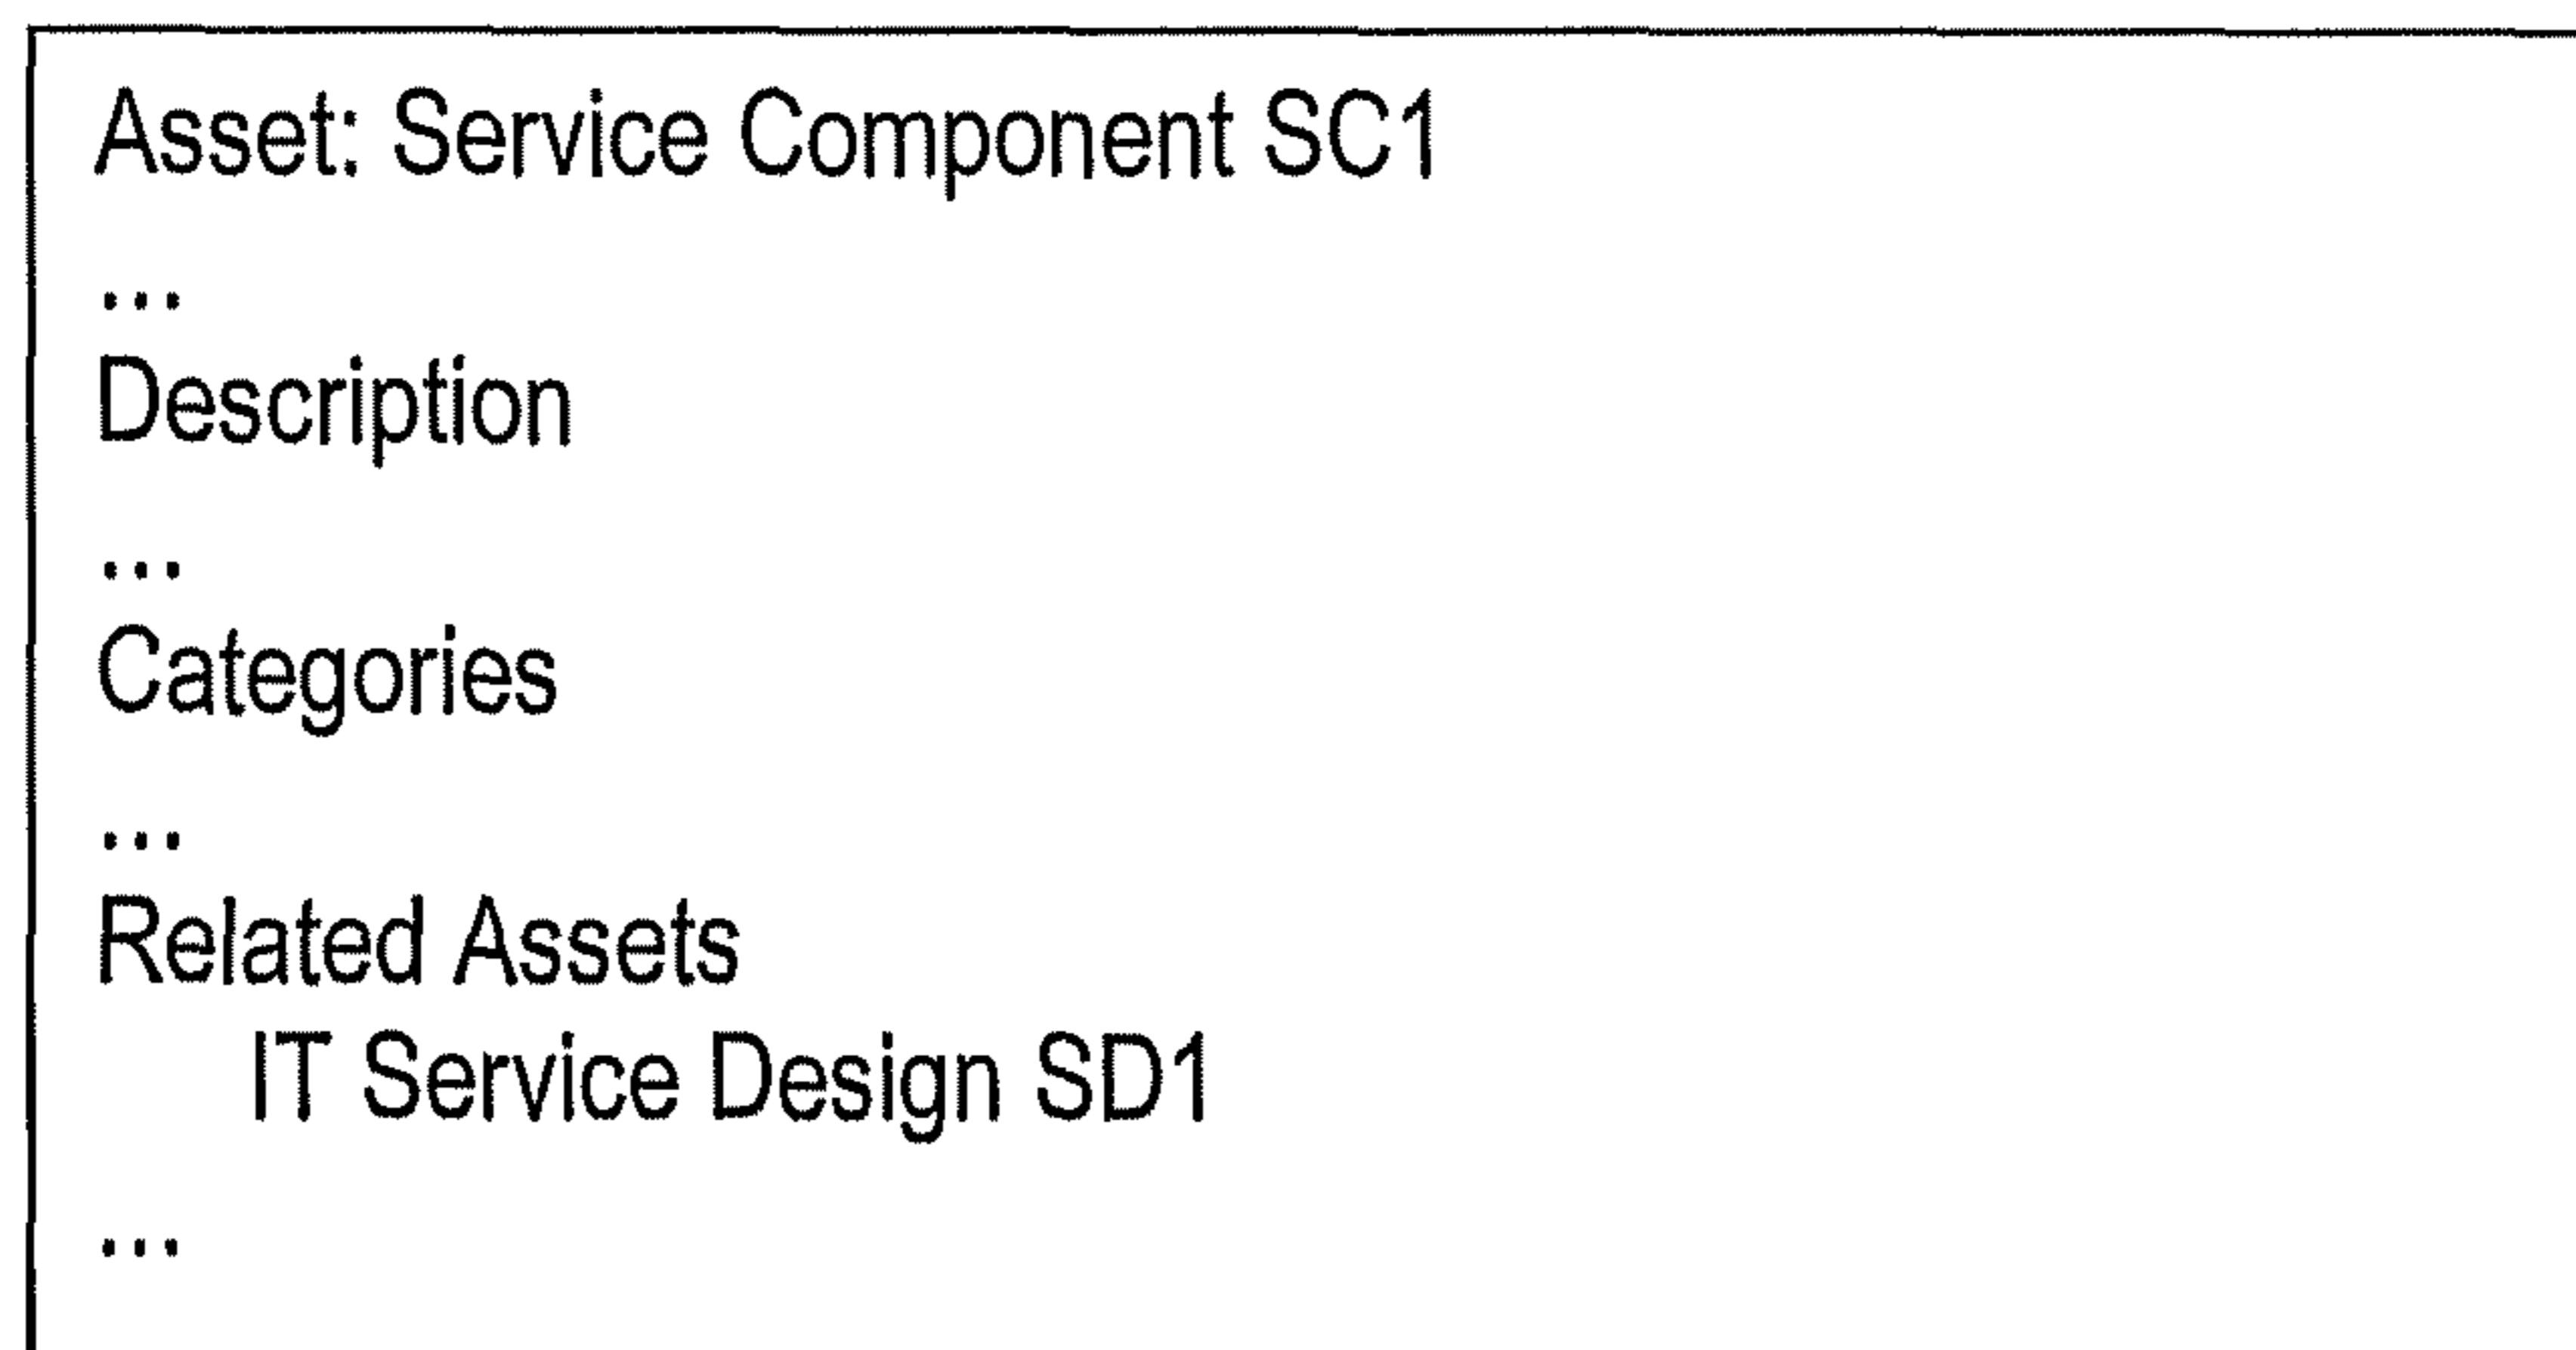 Asset: Service Component SC1
...
Description
...
Categories
...
Related Assets
IT Service Design SD1
...